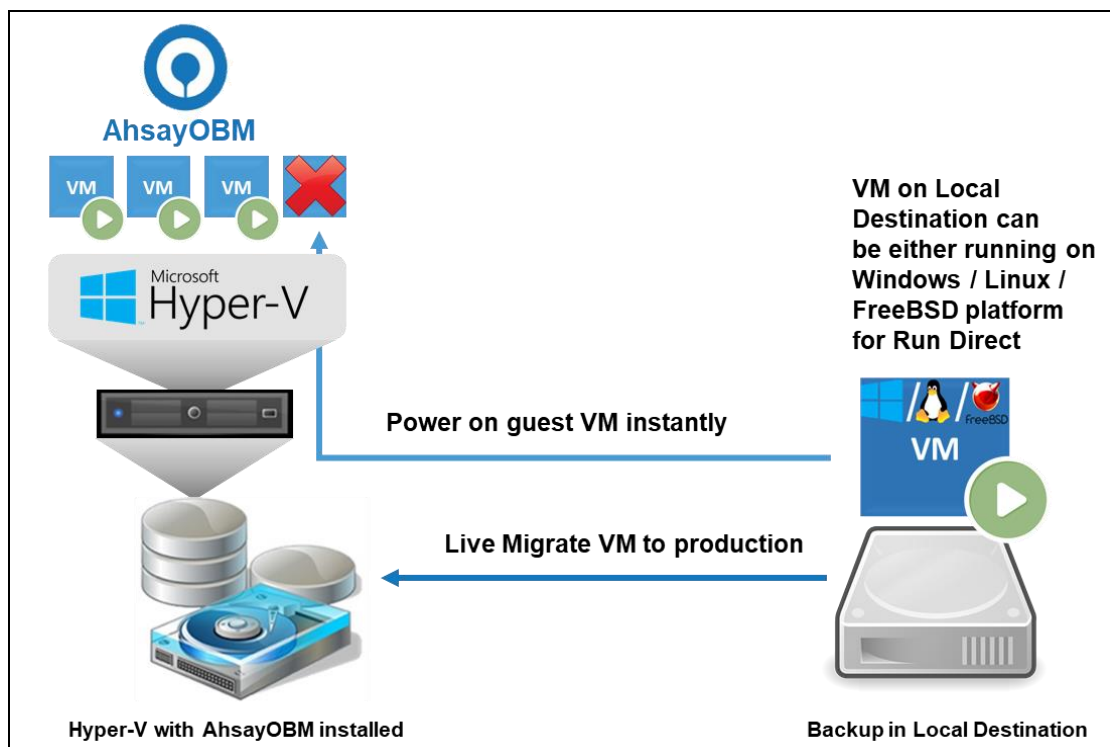 AhsayOBM
VM
VM
VM
Microsoft
Hyper-V
VM on Local
Destination can
be either running on
Windows / Linux /
FreeBSD platform
for Run Direct
Power on guest VM instantly
/ /
FreeBSD
VM
Live Migrate VM to production
Hyper-V with AhsayOBM installed
Backup in Local Destination